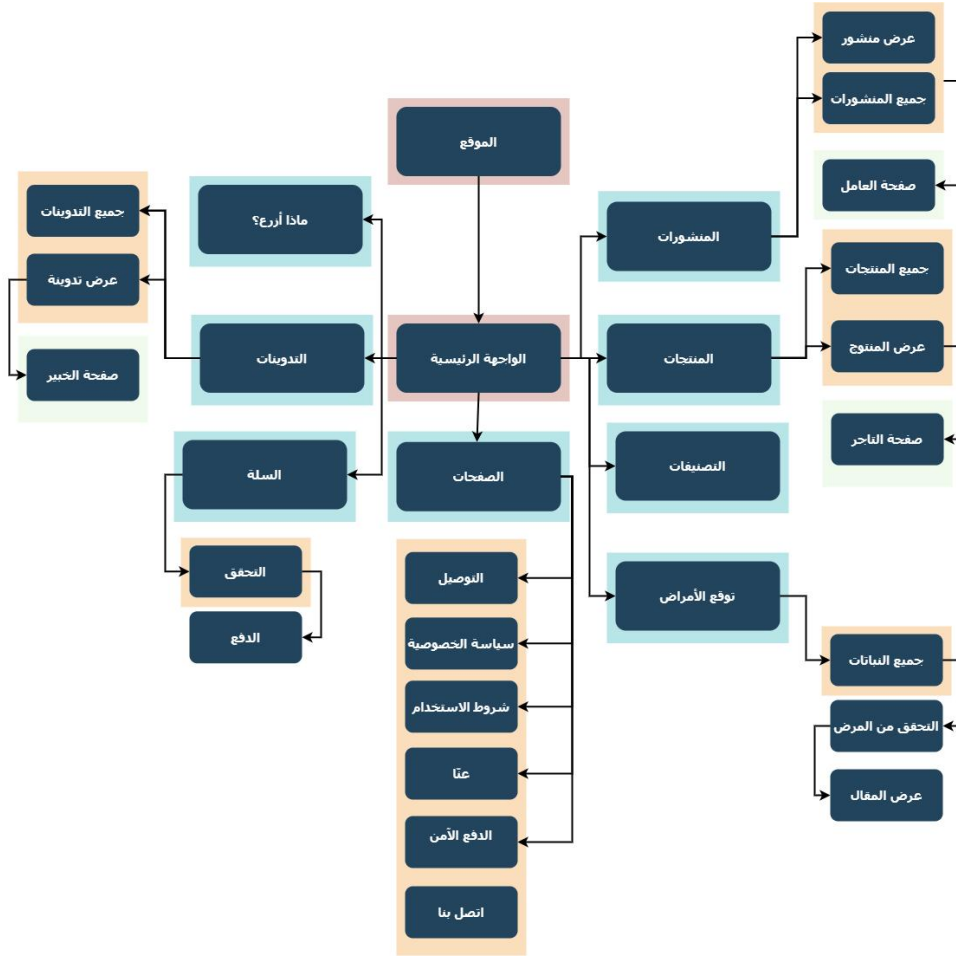 عرض منشور
جميع المنشورات
الموقع
صفحة العامل
ماذا أزرع؟
جميع التدوينات
المنشورات
جميع المنتجات
عرض تدوينة
عرض المنتوج
المنتجات
الواجهة الرئيسية
التدوينات
صفحة الخبير
صفحة التاجر
التصنيفات
الصفحات
السلة
التحقق
التوصيل
توقع الأمراض
الدفع
سياسة الخصوصية
جميع النباتات
شروط الاستخدام
التحقق من المرض
عنّا
عرض المقال
الدفع الآمن
اتصل بنا